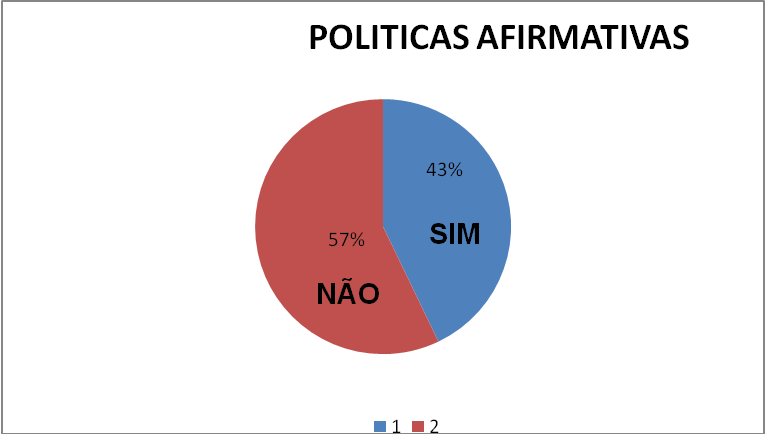 POLITICAS AFIRMATIVAS
43%
SIM
57%
NÃO
1 2